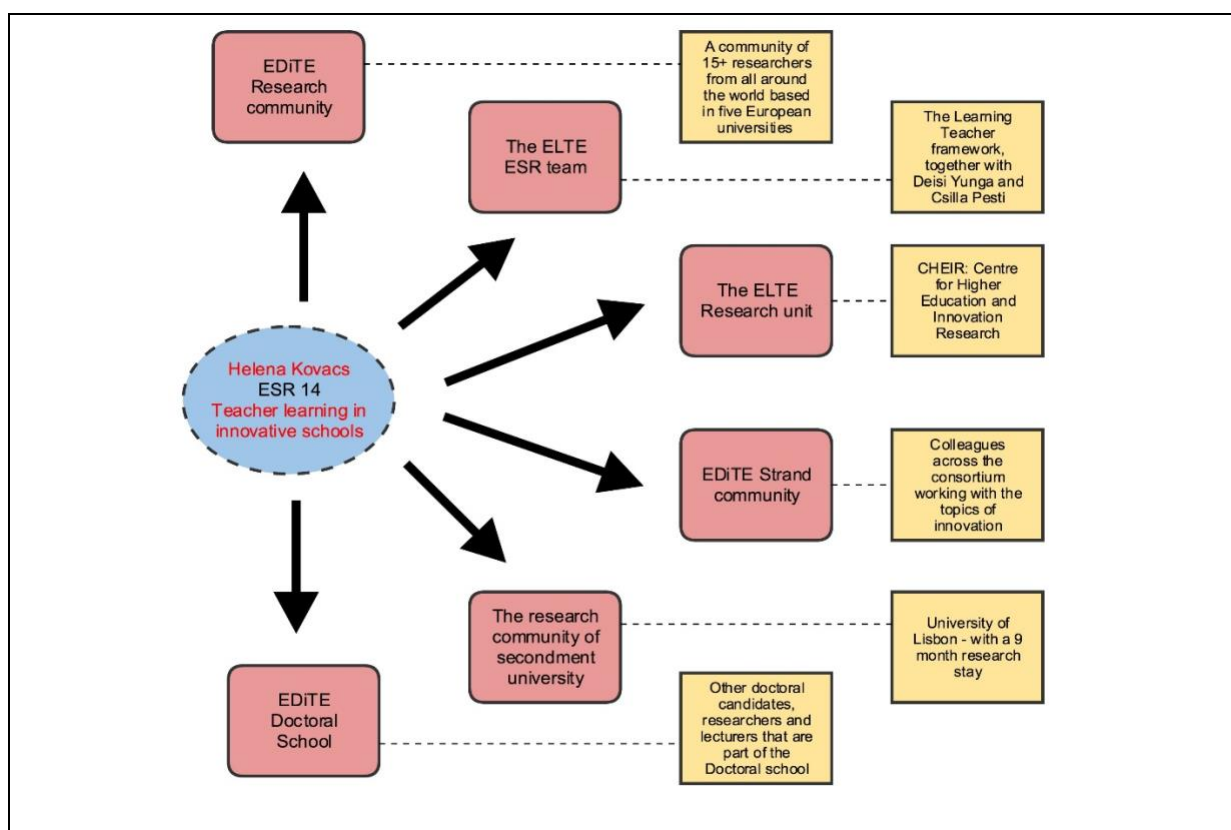 EDiTE
Research
community
A community of
15+ researchers
from all around
the world based
in five European
universities
The ELTE
ESR team
The Learning
Teacher
framework,
together with
Deisi Yunga and
Csilla Pesti
The ELTE
Research unit
CHEIR: Centre
for Higher
Education and
Innovation
Research
Helena Kovacs
ESR 14
Teacher learning in
innovative schools
EDiTE Strand
community
Colleagues
across the
consortium
working with the
topics of
innovation
The research
community of
secondment
university
University of
Lisbon - with a 9
month research
stay
EDiTE
Doctoral
School
Other doctoral
candidates,
researchers and
lecturers that are
part of the
Doctoral school